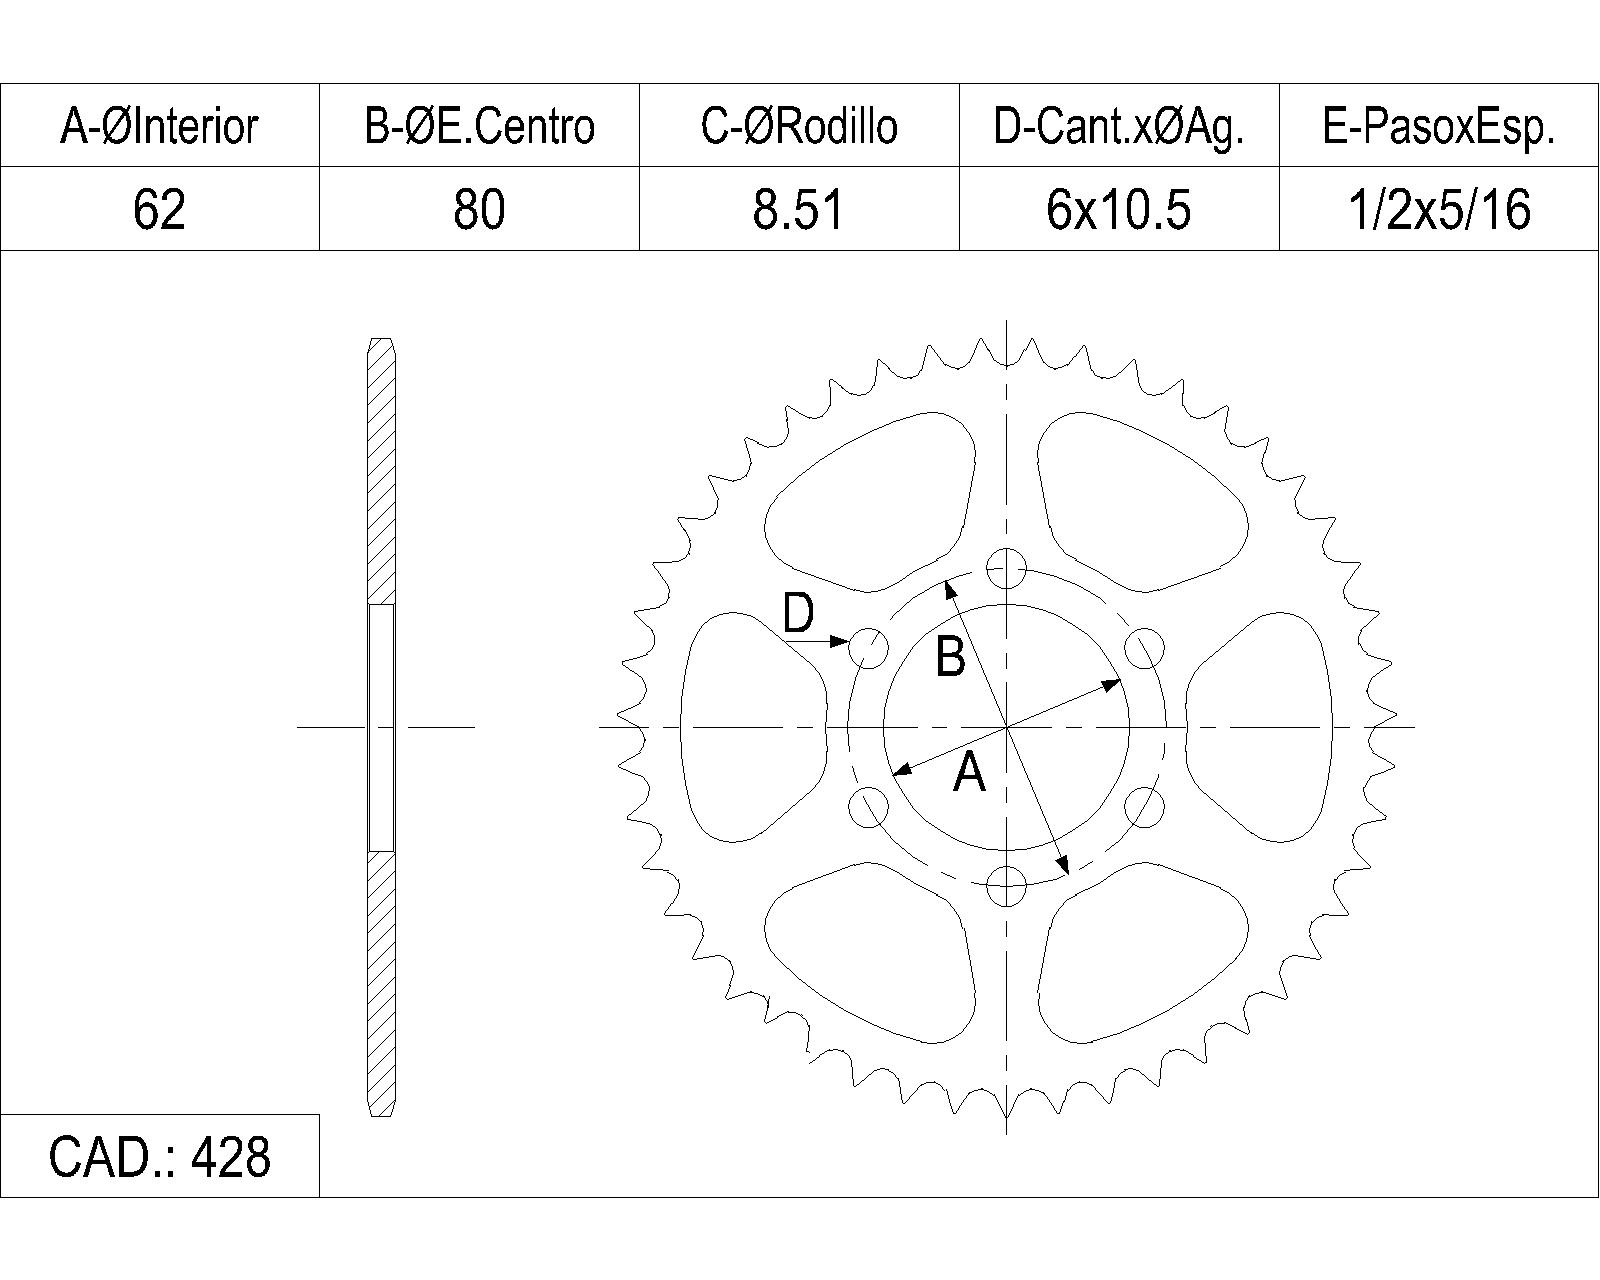 A-ØInterior B-ØE.Centro C-ØRodillo D-Cant.xØAg. E-PasoxEsp.
62 80 8.51 6x10.5 1/2x5/16
D
B
A
CAD.: 428